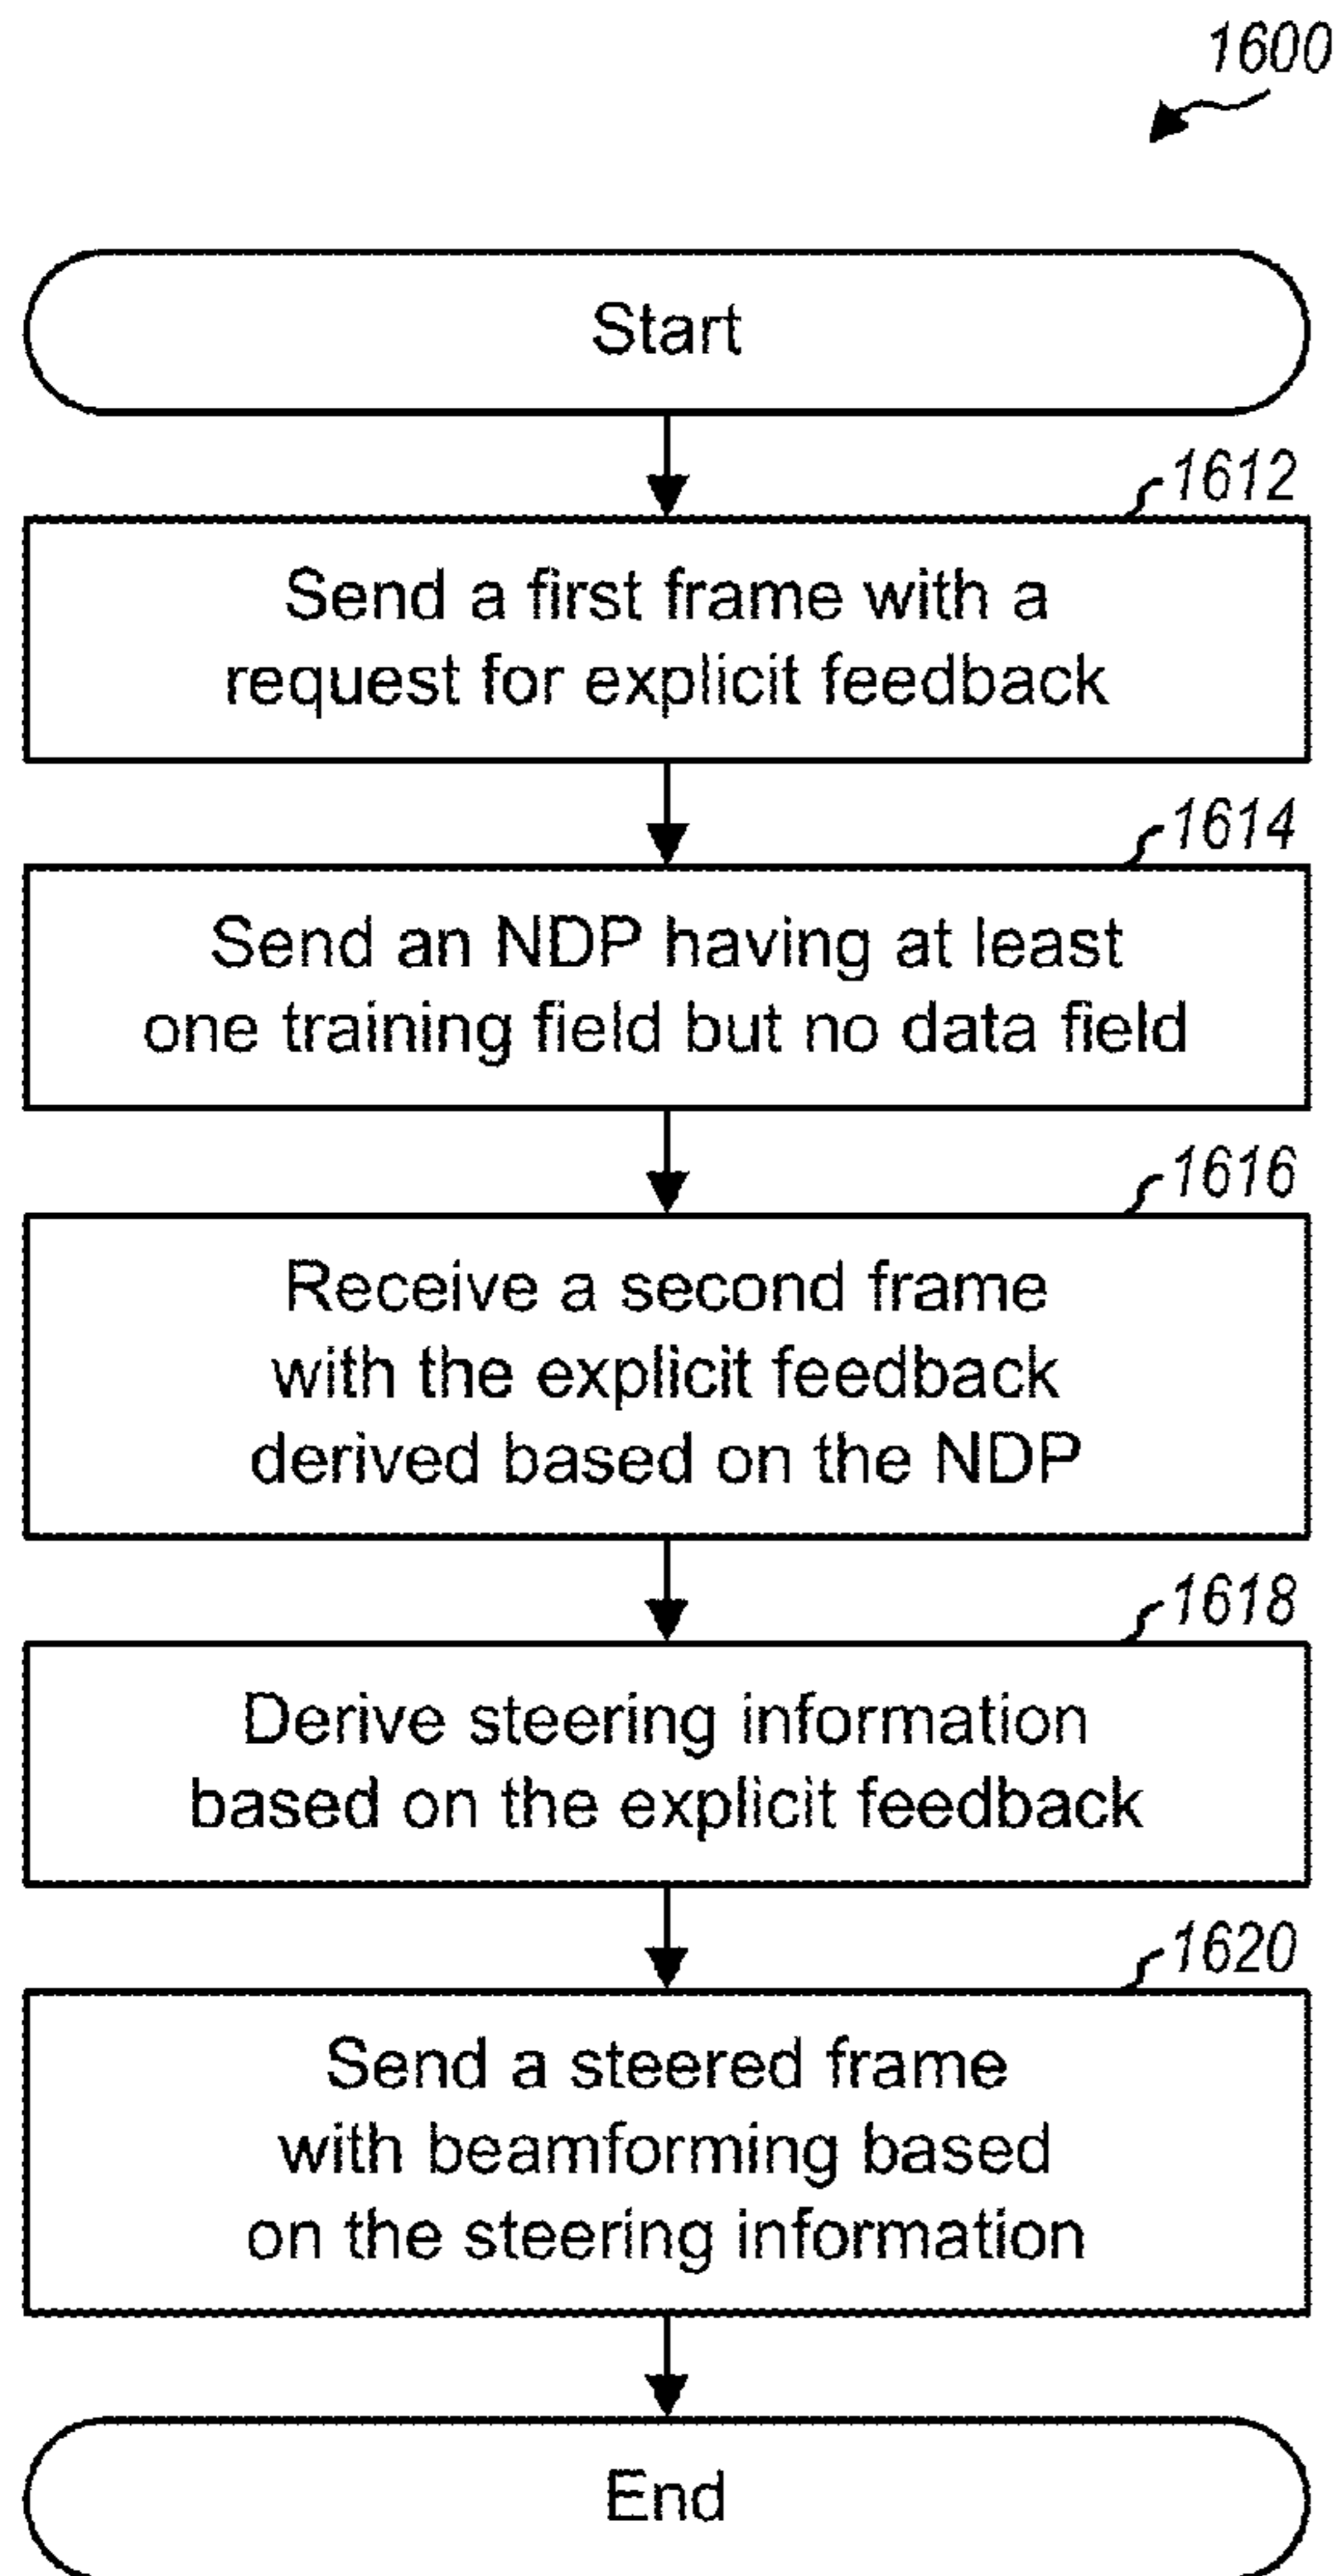 1600
Start
1612
Send a first frame with a
request for explicit feedback
1614
Send an NDP having at least
one training field but no data field
1616
Receive a second frame
with the explicit feedback
derived based on the NDP
1618
Derive steering information
based on the explicit feedback
1620
Send a steered frame
with beamforming based
on the steering information
End